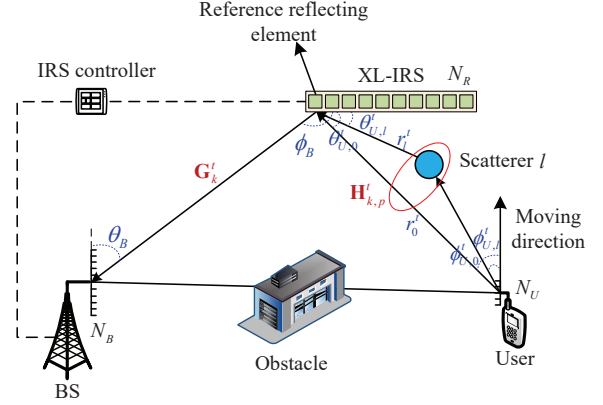 Reference reflecting
element
IRS controller
XL-IRS
N_R
θ^t_{U,l}
θ^t_{U,0}
ϕ_B
r^t_l
Scatterer l
G^t_k
H^t_{k,p}
r^t_0
Moving
direction
ϕ^t_{U,l}
ϕ^t_{U,0}
θ_B
N_B
N_U
Obstacle
User
BS